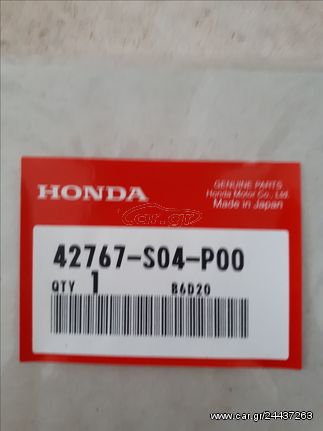 HONDA
GENUINE PARTS
Honda Motor Co., Ltd.
Made in Japan
car.gr
42767-S04-P00
QTY 1 B6D20
www.car.gr/24437263